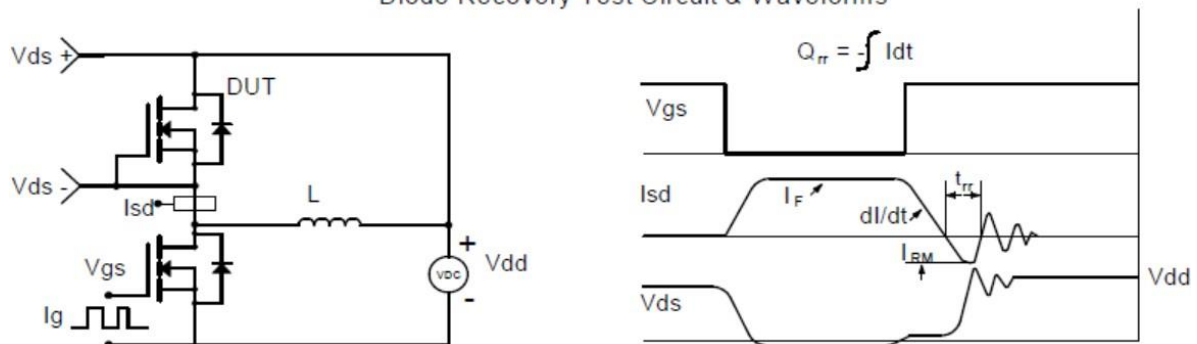 Diode Recovery Test Circuit & Waveforms
Vds +
DUT
Vds -
Isd
L
Vgs
Ig
+
VDC
-
Vdd
Qrr = -∫ Idt
Vgs
Isd
IF
dI/dt
trr
IRM
Vds
Vdd